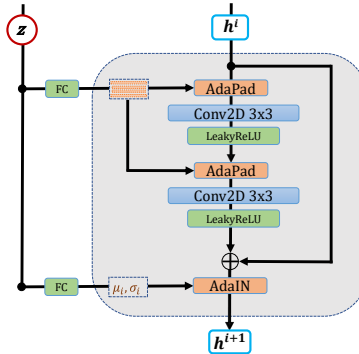 z
h^i
FC
AdaPad
Conv2D 3x3
LeakyReLU
AdaPad
Conv2D 3x3
LeakyReLU
FC
μ_i, σ_i
AdaIN
h^{i+1}